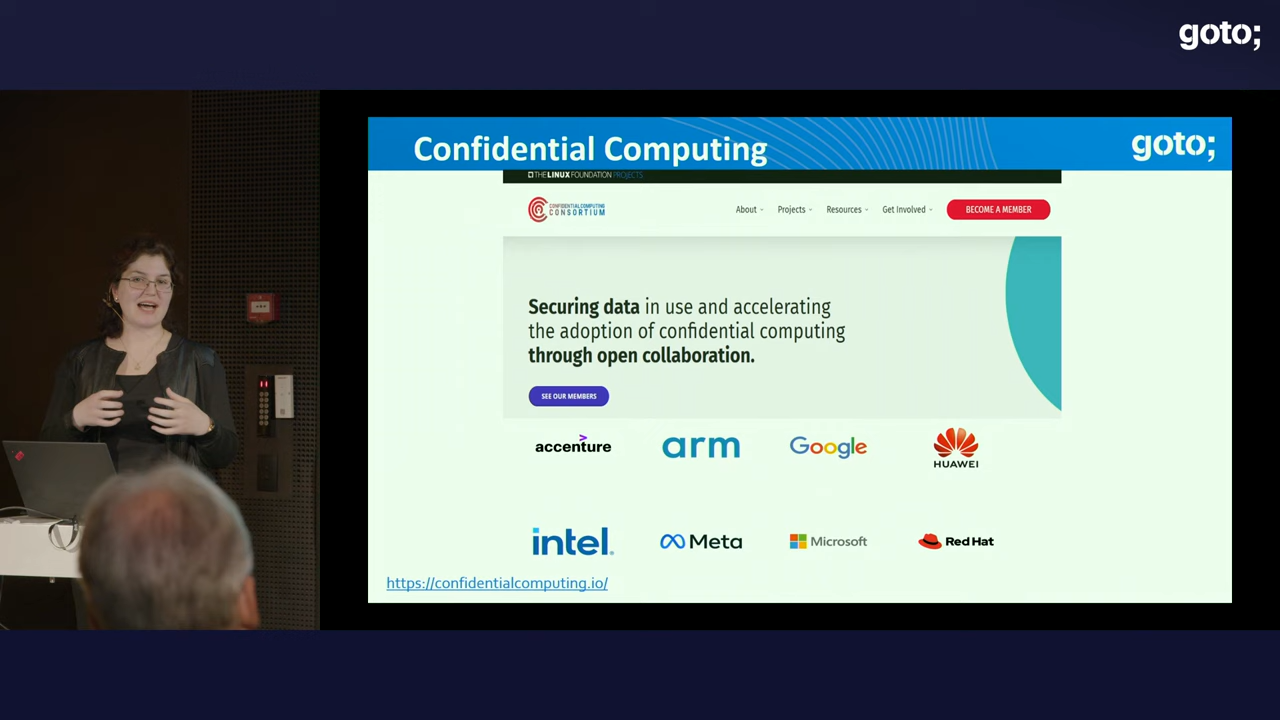 goto;
Confidential Computing
goto;
THE LINUX FOUNDATION PROJECTS
CONFIDENTIAL COMPUTING
CONSORTIUM
About
Projects
Resources
Get Involved
BECOME A MEMBER
Securing data in use and accelerating
the adoption of confidential computing
through open collaboration.
SEE OUR MEMBERS
accenture
arm
Google
HUAWEI
intel.
Meta
Microsoft
Red Hat
https://confidentialcomputing.io/